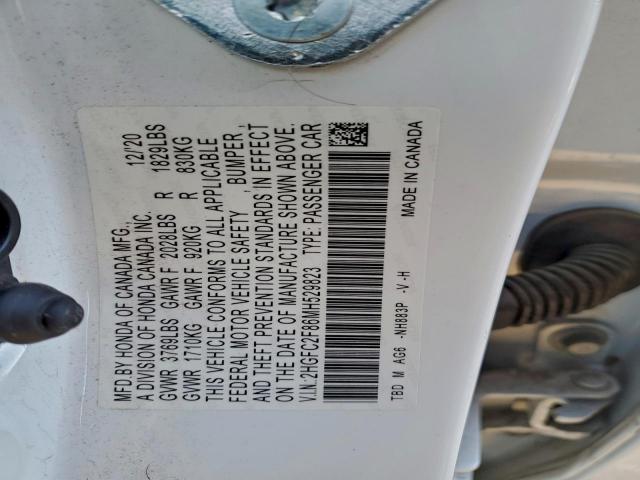 MFD.BY HONDA OF CANADA MFG., 12/20
A DIVISION OF HONDA CANADA INC.
GVWR 3769LBS GAWR F 2028LBS R 1829LBS
GVWR 1710KG GAWR F 920KG R 830KG
THIS VEHICLE CONFORMS TO ALL APPLICABLE
FEDERAL MOTOR VEHICLE SAFETY , BUMPER ,
AND THEFT PREVENTION STANDARDS IN EFFECT
ON THE DATE OF MANUFACTURE SHOWN ABOVE.
V.I.N.: 2HGFC2F86MH529823 TYPE: PASSENGER CAR
TBD M AG6 -NH883P -V -H MADE IN CANADA